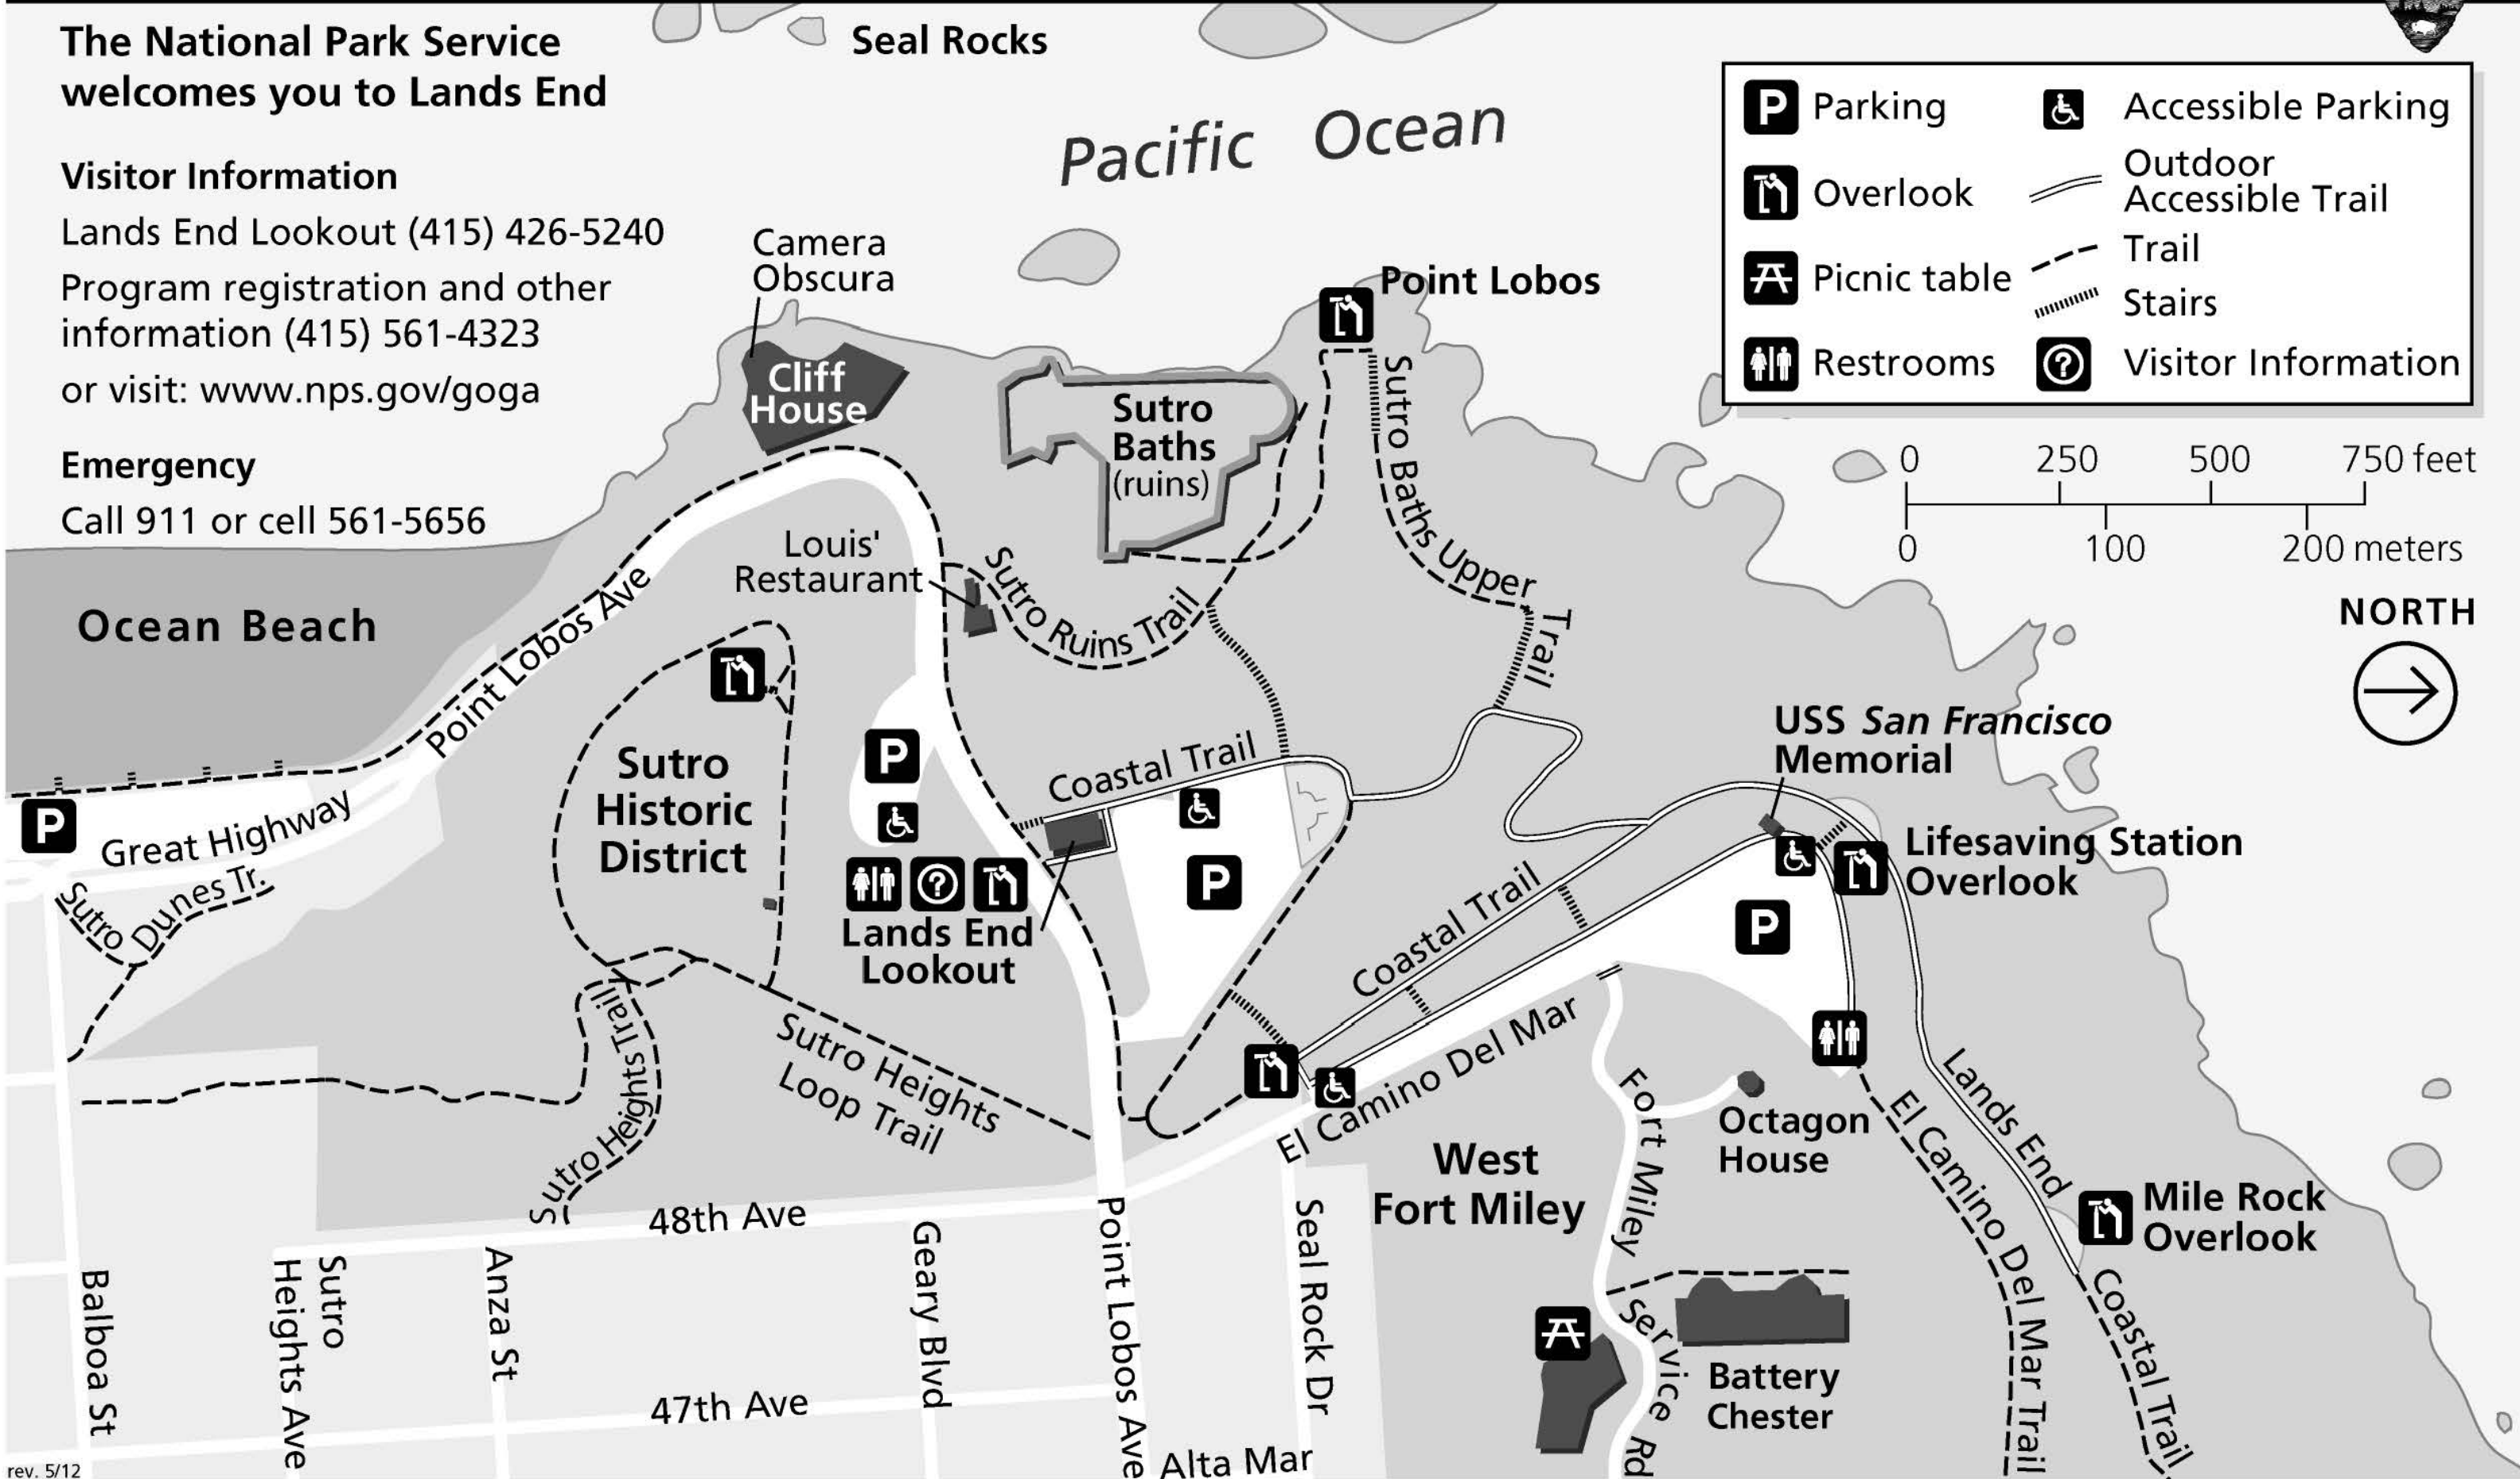 The National Park Service
welcomes you to Lands End
Visitor Information
Lands End Lookout (415) 426-5240
Program registration and other
information (415) 561-4323
or visit: www.nps.gov/goga
Emergency
Call 911 or cell 561-5656
Seal Rocks
Pacific Ocean
P Parking
Accessible Parking
Overlook
Outdoor
Accessible Trail
Picnic table
Trail
Stairs
Restrooms
? Visitor Information
0 250 500 750 feet
0 100 200 meters
NORTH
Camera
Obscura
Cliff
House
Point Lobos
Sutro
Baths
(ruins)
Sutro Baths Upper Trail
Louis'
Restaurant
Sutro Ruins Trail
Ocean Beach
Point Lobos Ave
P
Great Highway
Sutro Dunes Tr.
Sutro
Historic
District
P
?
Lands End
Lookout
Coastal Trail
P
USS San Francisco
Memorial
Lifesaving Station
Overlook
P
Coastal Trail
El Camino Del Mar
Sutro Heights Trail
Sutro Heights
Loop Trail
Octagon
House
West
Fort Miley
Fort Miley Service Rd
Lands End
El Camino Del Mar Trail
Mile Rock
Overlook
Coastal Trail
Battery
Chester
48th Ave
47th Ave
Balboa St
Sutro
Heights Ave
Anza St
Geary Blvd
Point Lobos Ave
Seal Rock Dr
Alta Mar
rev. 5/12